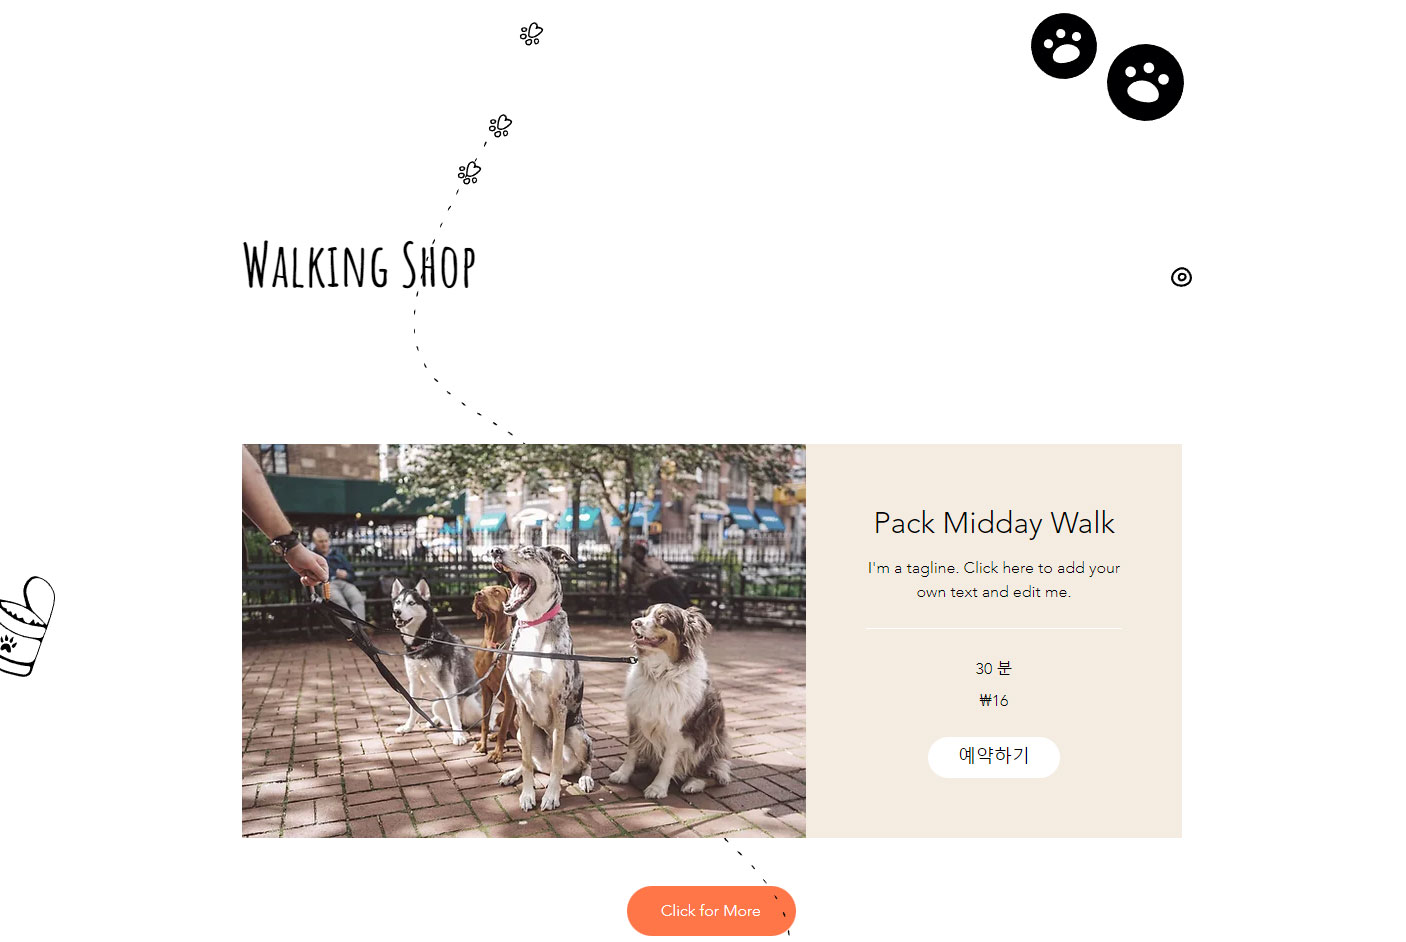 Walking Shop
Pack Midday Walk
I'm a tagline. Click here to add your
own text and edit me.
30 분
₩16
예약하기
Click for More